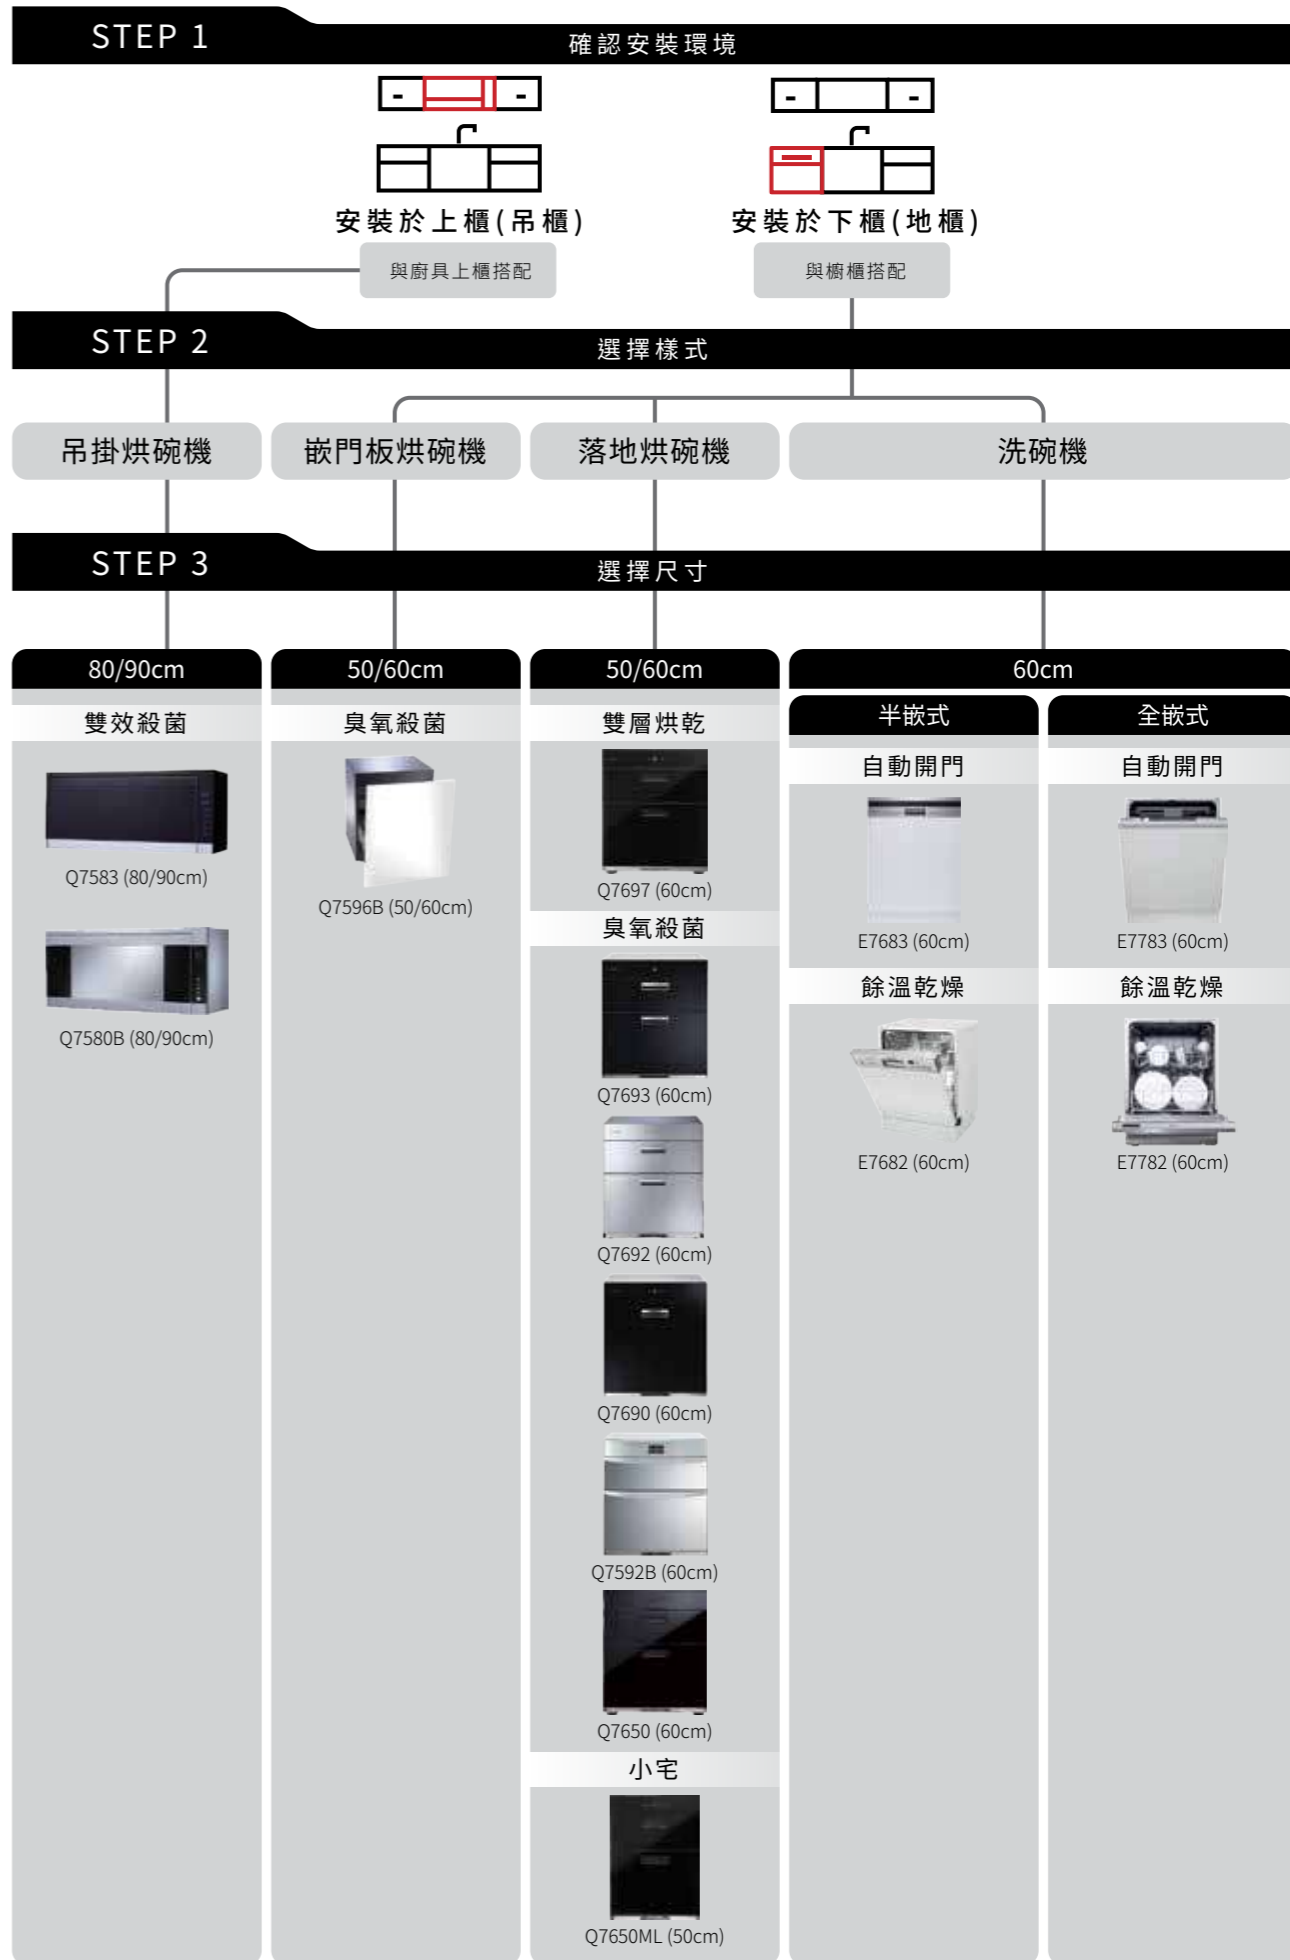 STEP 1
確認安裝環境
安裝於上櫃(吊櫃)
安裝於下櫃(地櫃)
與廚具上櫃搭配
與櫥櫃搭配
STEP 2
選擇樣式
吊掛烘碗機
嵌門板烘碗機
落地烘碗機
洗碗機
STEP 3
選擇尺寸
80/90cm
雙效殺菌
Q7583 (80/90cm)
Q7580B (80/90cm)
50/60cm
臭氧殺菌
Q7596B (50/60cm)
50/60cm
雙層烘乾
Q7697 (60cm)
臭氧殺菌
Q7693 (60cm)
Q7692 (60cm)
Q7690 (60cm)
Q7592B (60cm)
Q7650 (60cm)
小宅
Q7650ML (50cm)
60cm
半嵌式
自動開門
E7683 (60cm)
餘溫乾燥
E7682 (60cm)
全嵌式
自動開門
E7783 (60cm)
餘溫乾燥
E7782 (60cm)